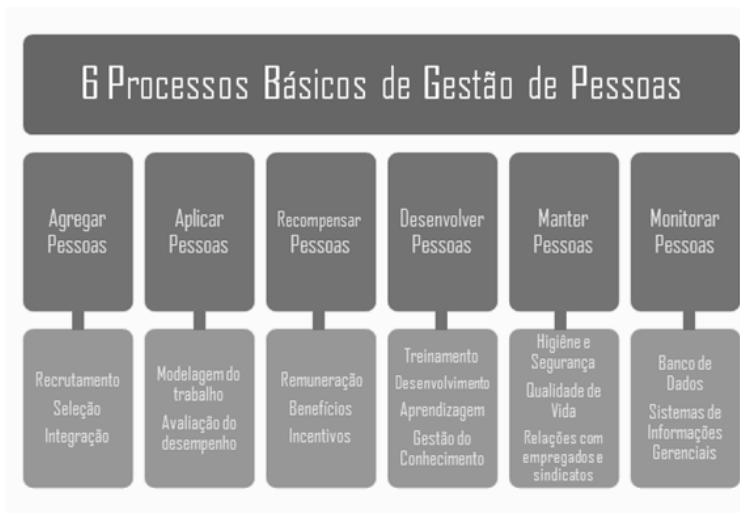 6 Processos Básicos de Gestão de Pessoas
Agregar
Pessoas
Recrutamento
Seleção
Integração
Aplicar
Pessoas
Modelagem do
trabalho
Avaliação do
desempenho
Recompensar
Pessoas
Remuneração
Benefícios
Incentivos
Desenvolver
Pessoas
Treinamento
Desenvolvimento
Aprendizagem
Gestão do
Conhecimento
Manter
Pessoas
Higiêne e
Segurança
Qualidade de
Vida
Relações com
empregados e
sindicatos
Monitorar
Pessoas
Banco de
Dados
Sistemas de
Informações
Gerenciais